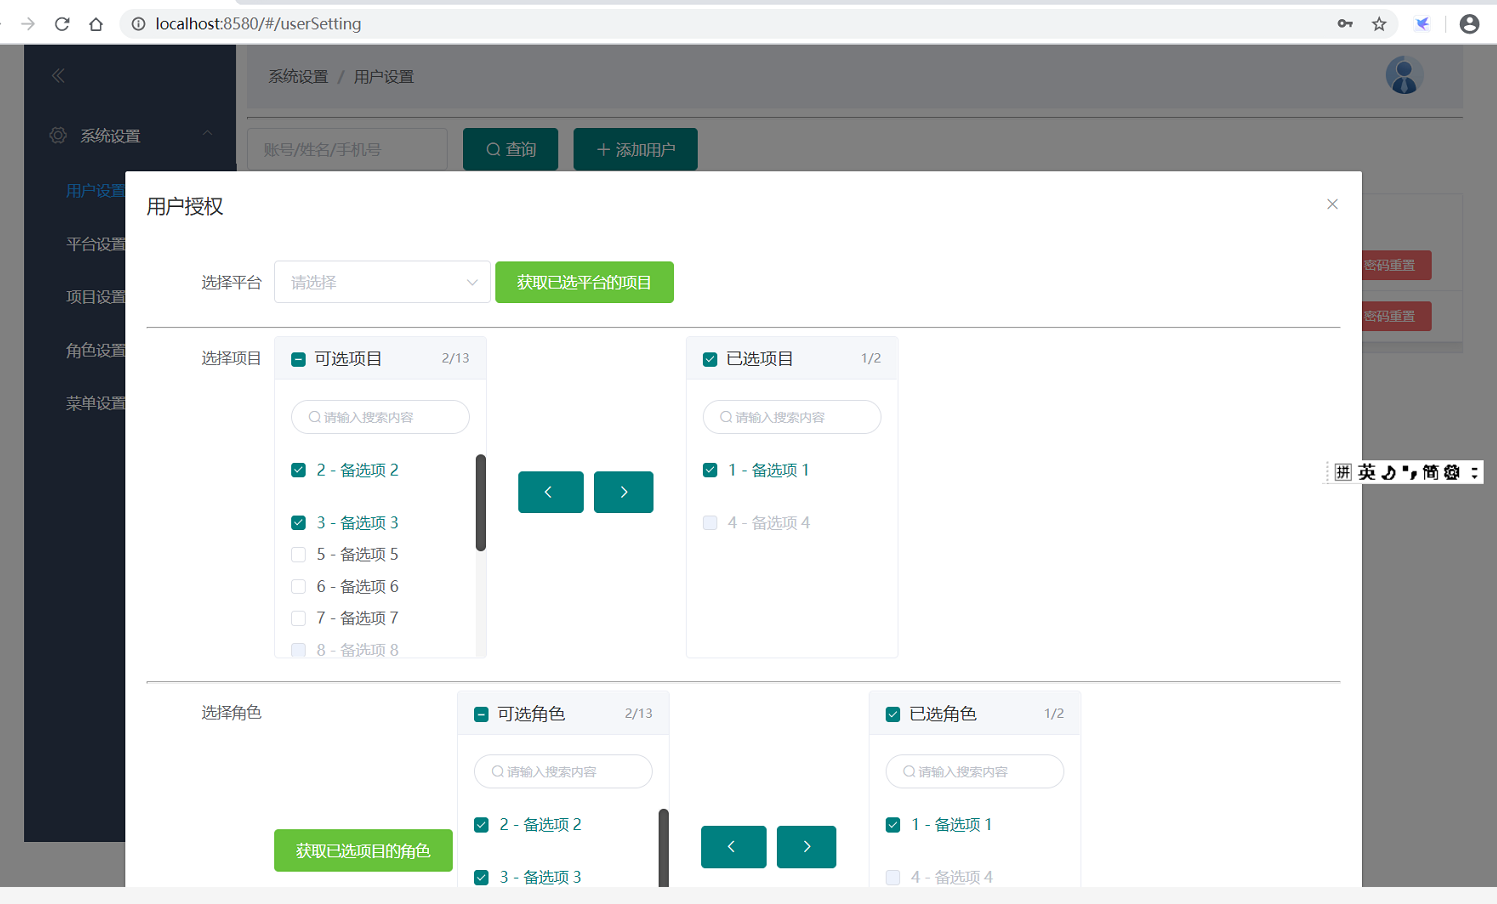 localhost:8580/#/userSetting
系统设置 / 用户设置
系统设置
账号/姓名/手机号
查询
添加用户
用户设置
平台设置
项目设置
角色设置
菜单设置
密码重置
密码重置
用户授权
选择平台
请选择
获取已选平台的项目
选择项目
可选项目 2/13
请输入搜索内容
2 - 备选项 2
3 - 备选项 3
5 - 备选项 5
6 - 备选项 6
7 - 备选项 7
8 - 备选项 8
已选项目 1/2
请输入搜索内容
1 - 备选项 1
4 - 备选项 4
拼 英 简
选择角色
获取已选项目的角色
可选角色 2/13
请输入搜索内容
2 - 备选项 2
3 - 备选项 3
已选角色 1/2
请输入搜索内容
1 - 备选项 1
4 - 备选项 4